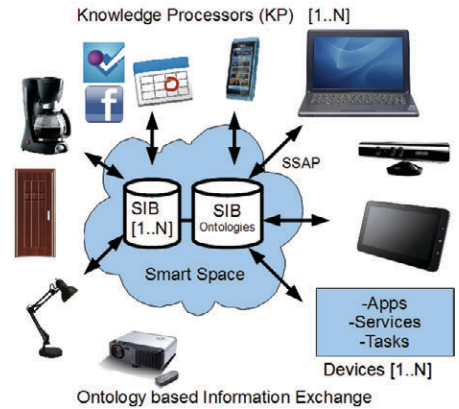 Knowledge Processors (KP) [1..N]
f
SSAP
SIB
[1..N]
SIB
Ontologies
Smart Space
-Apps
-Services
-Tasks
Devices [1..N]
Ontology based Information Exchange